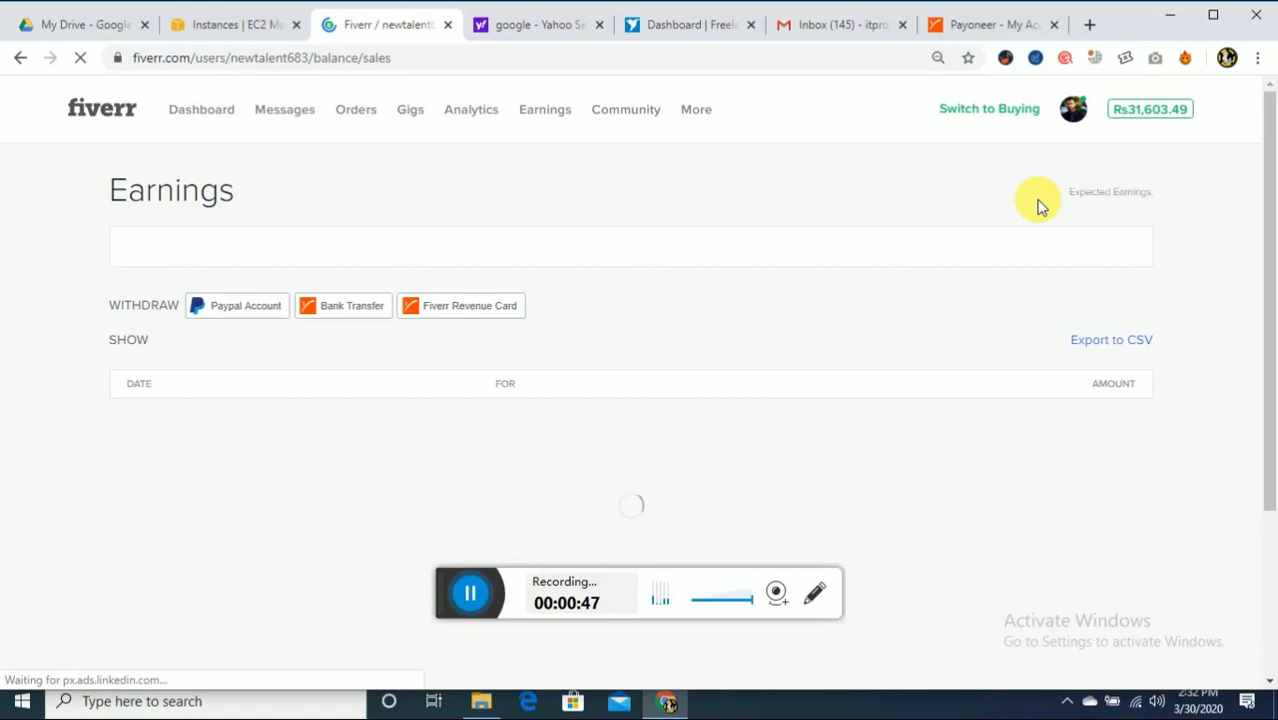 My Drive - Google
Instances | EC2 Ma
Fiverr / newtalent6
google - Yahoo Se
Dashboard | Freela
Inbox (145) - itpro
Payoneer - My Acc
fiverr.com/users/newtalent683/balance/sales
fiverr
Dashboard
Messages
Orders
Gigs
Analytics
Earnings
Community
More
Switch to Buying
Rs31,603.49
Earnings
Expected Earnings:
WITHDRAW
Paypal Account
Bank Transfer
Fiverr Revenue Card
SHOW
Export to CSV
DATE
FOR
AMOUNT
Recording...
00:00:47
Activate Windows
Go to Settings to activate Windows.
Waiting for px.ads.linkedin.com...
Type here to search
2:32 PM
3/30/2020